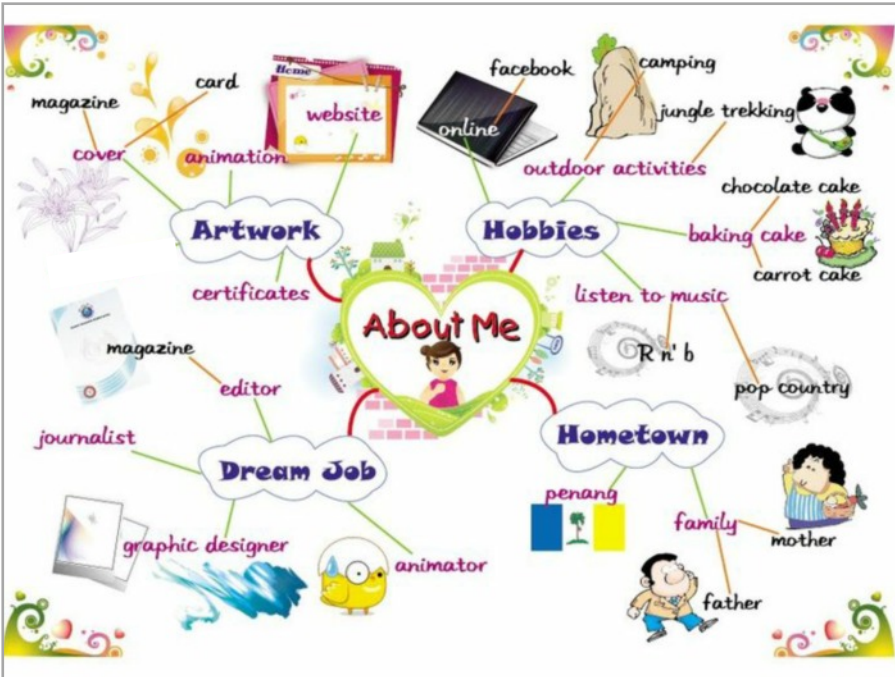 magazine
card
Home
website
cover
animation
Artwork
certificates
facebook
online
camping
jungle trekking
outdoor activities
chocolate cake
Hobbies
baking cake
carrot cake
listen to music
R n' b
pop country
About Me
magazine
editor
journalist
Dream Job
graphic designer
animator
Hometown
penang
family
mother
father